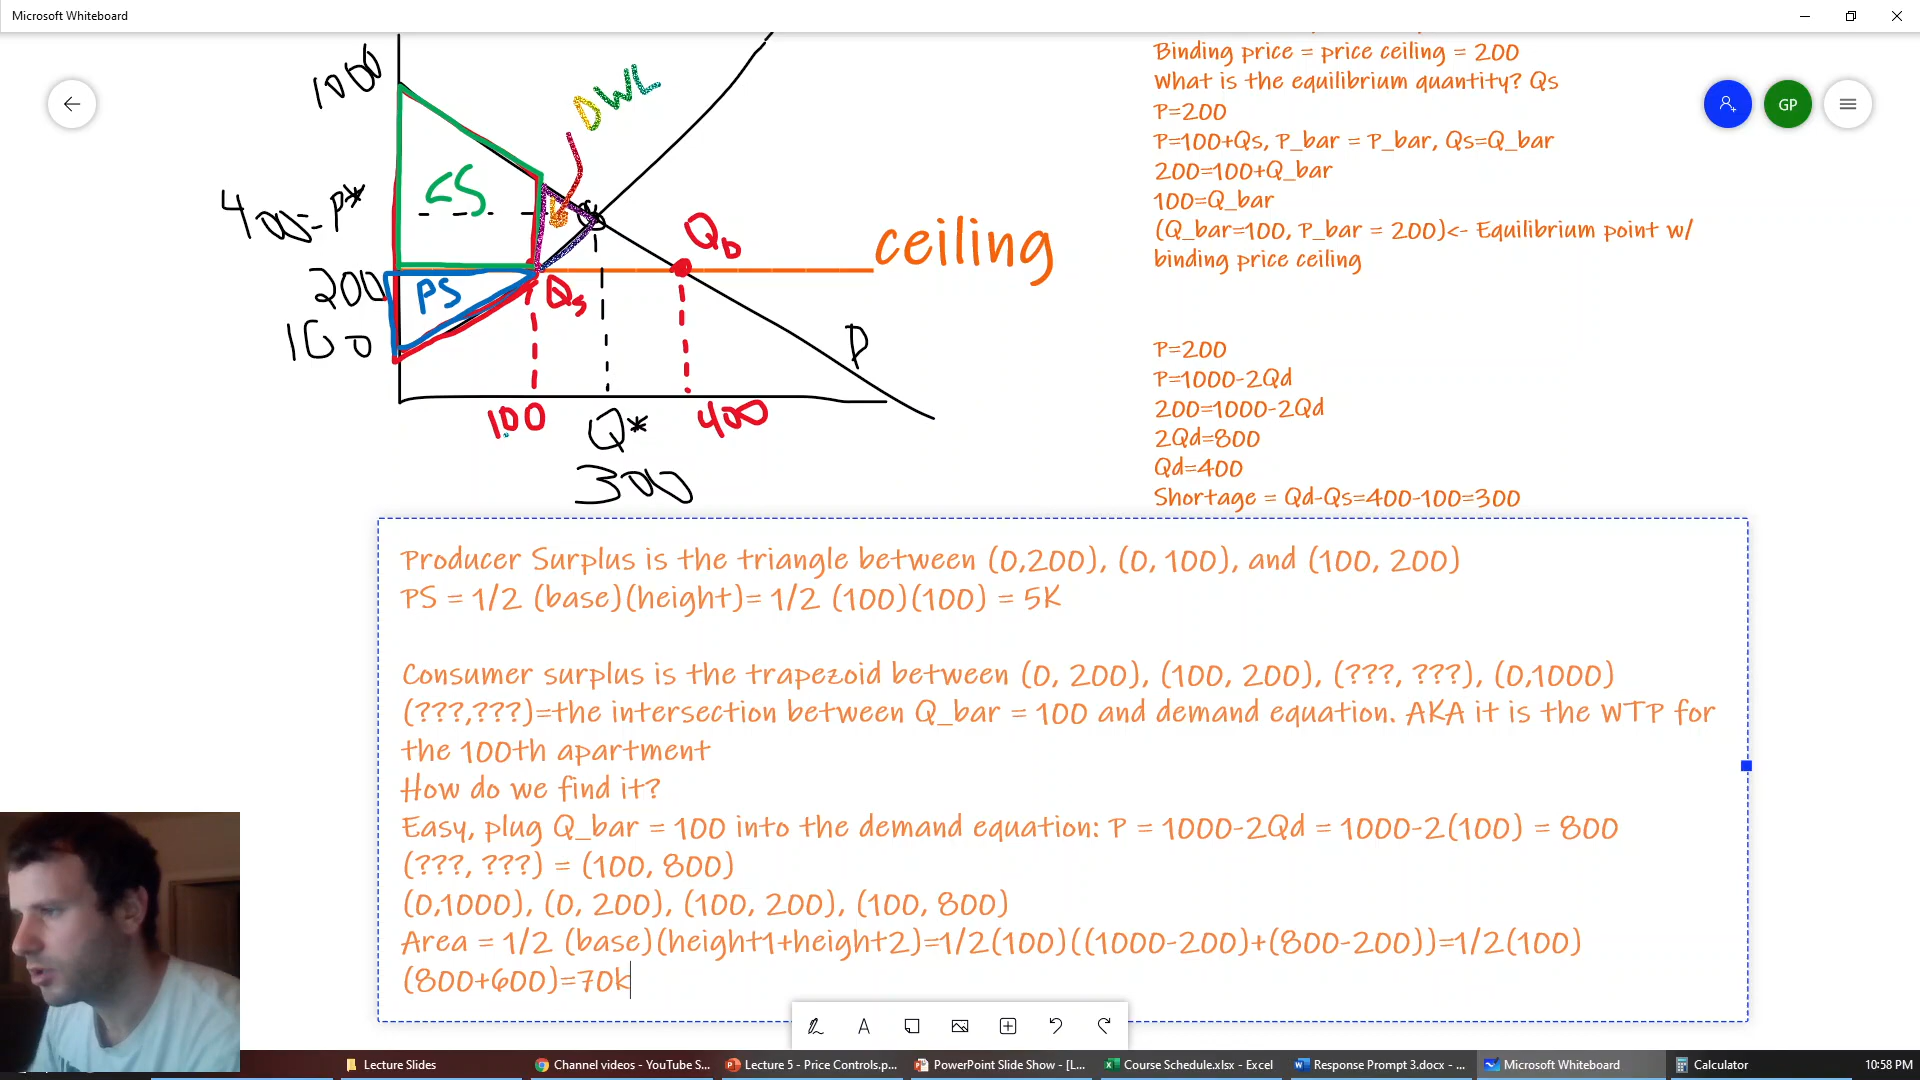 Microsoft Whiteboard
1000
DWL
CS
400=P*
ceiling
QD
200
PS
Qs
100
P
100
Q*
400
300
Binding price = price ceiling = 200
What is the equilibrium quantity? Qs
P=200
P=100+Qs, P_bar = P_bar, Qs=Q_bar
200=100+Q_bar
100=Q_bar
(Q_bar=100, P_bar = 200)<- Equilibrium point w/
binding price ceiling
P=200
P=1000-2Qd
200=1000-2Qd
2Qd=800
Qd=400
Shortage = Qd-Qs=400-100=300
GP
Producer Surplus is the triangle between (0,200), (0, 100), and (100, 200)
PS = 1/2 (base)(height)= 1/2 (100)(100) = 5K
Consumer surplus is the trapezoid between (0, 200), (100, 200), (???, ???), (0,1000)
(???,???)=the intersection between Q_bar = 100 and demand equation. AKA it is the WTP for
the 100th apartment
How do we find it?
Easy, plug Q_bar = 100 into the demand equation: P = 1000-2Qd = 1000-2(100) = 800
(???, ???) = (100, 800)
(0,1000), (0, 200), (100, 200), (100, 800)
Area = 1/2 (base)(height1+height2)=1/2(100)((1000-200)+(800-200))=1/2(100)
(800+600)=70k
A
Lecture Slides
Channel videos - YouTube S...
Lecture 5 - Price Controls.p...
PowerPoint Slide Show - [L...
Course Schedule.xlsx - Excel
Response Prompt 3.docx - ...
Microsoft Whiteboard
Calculator
10:58 PM